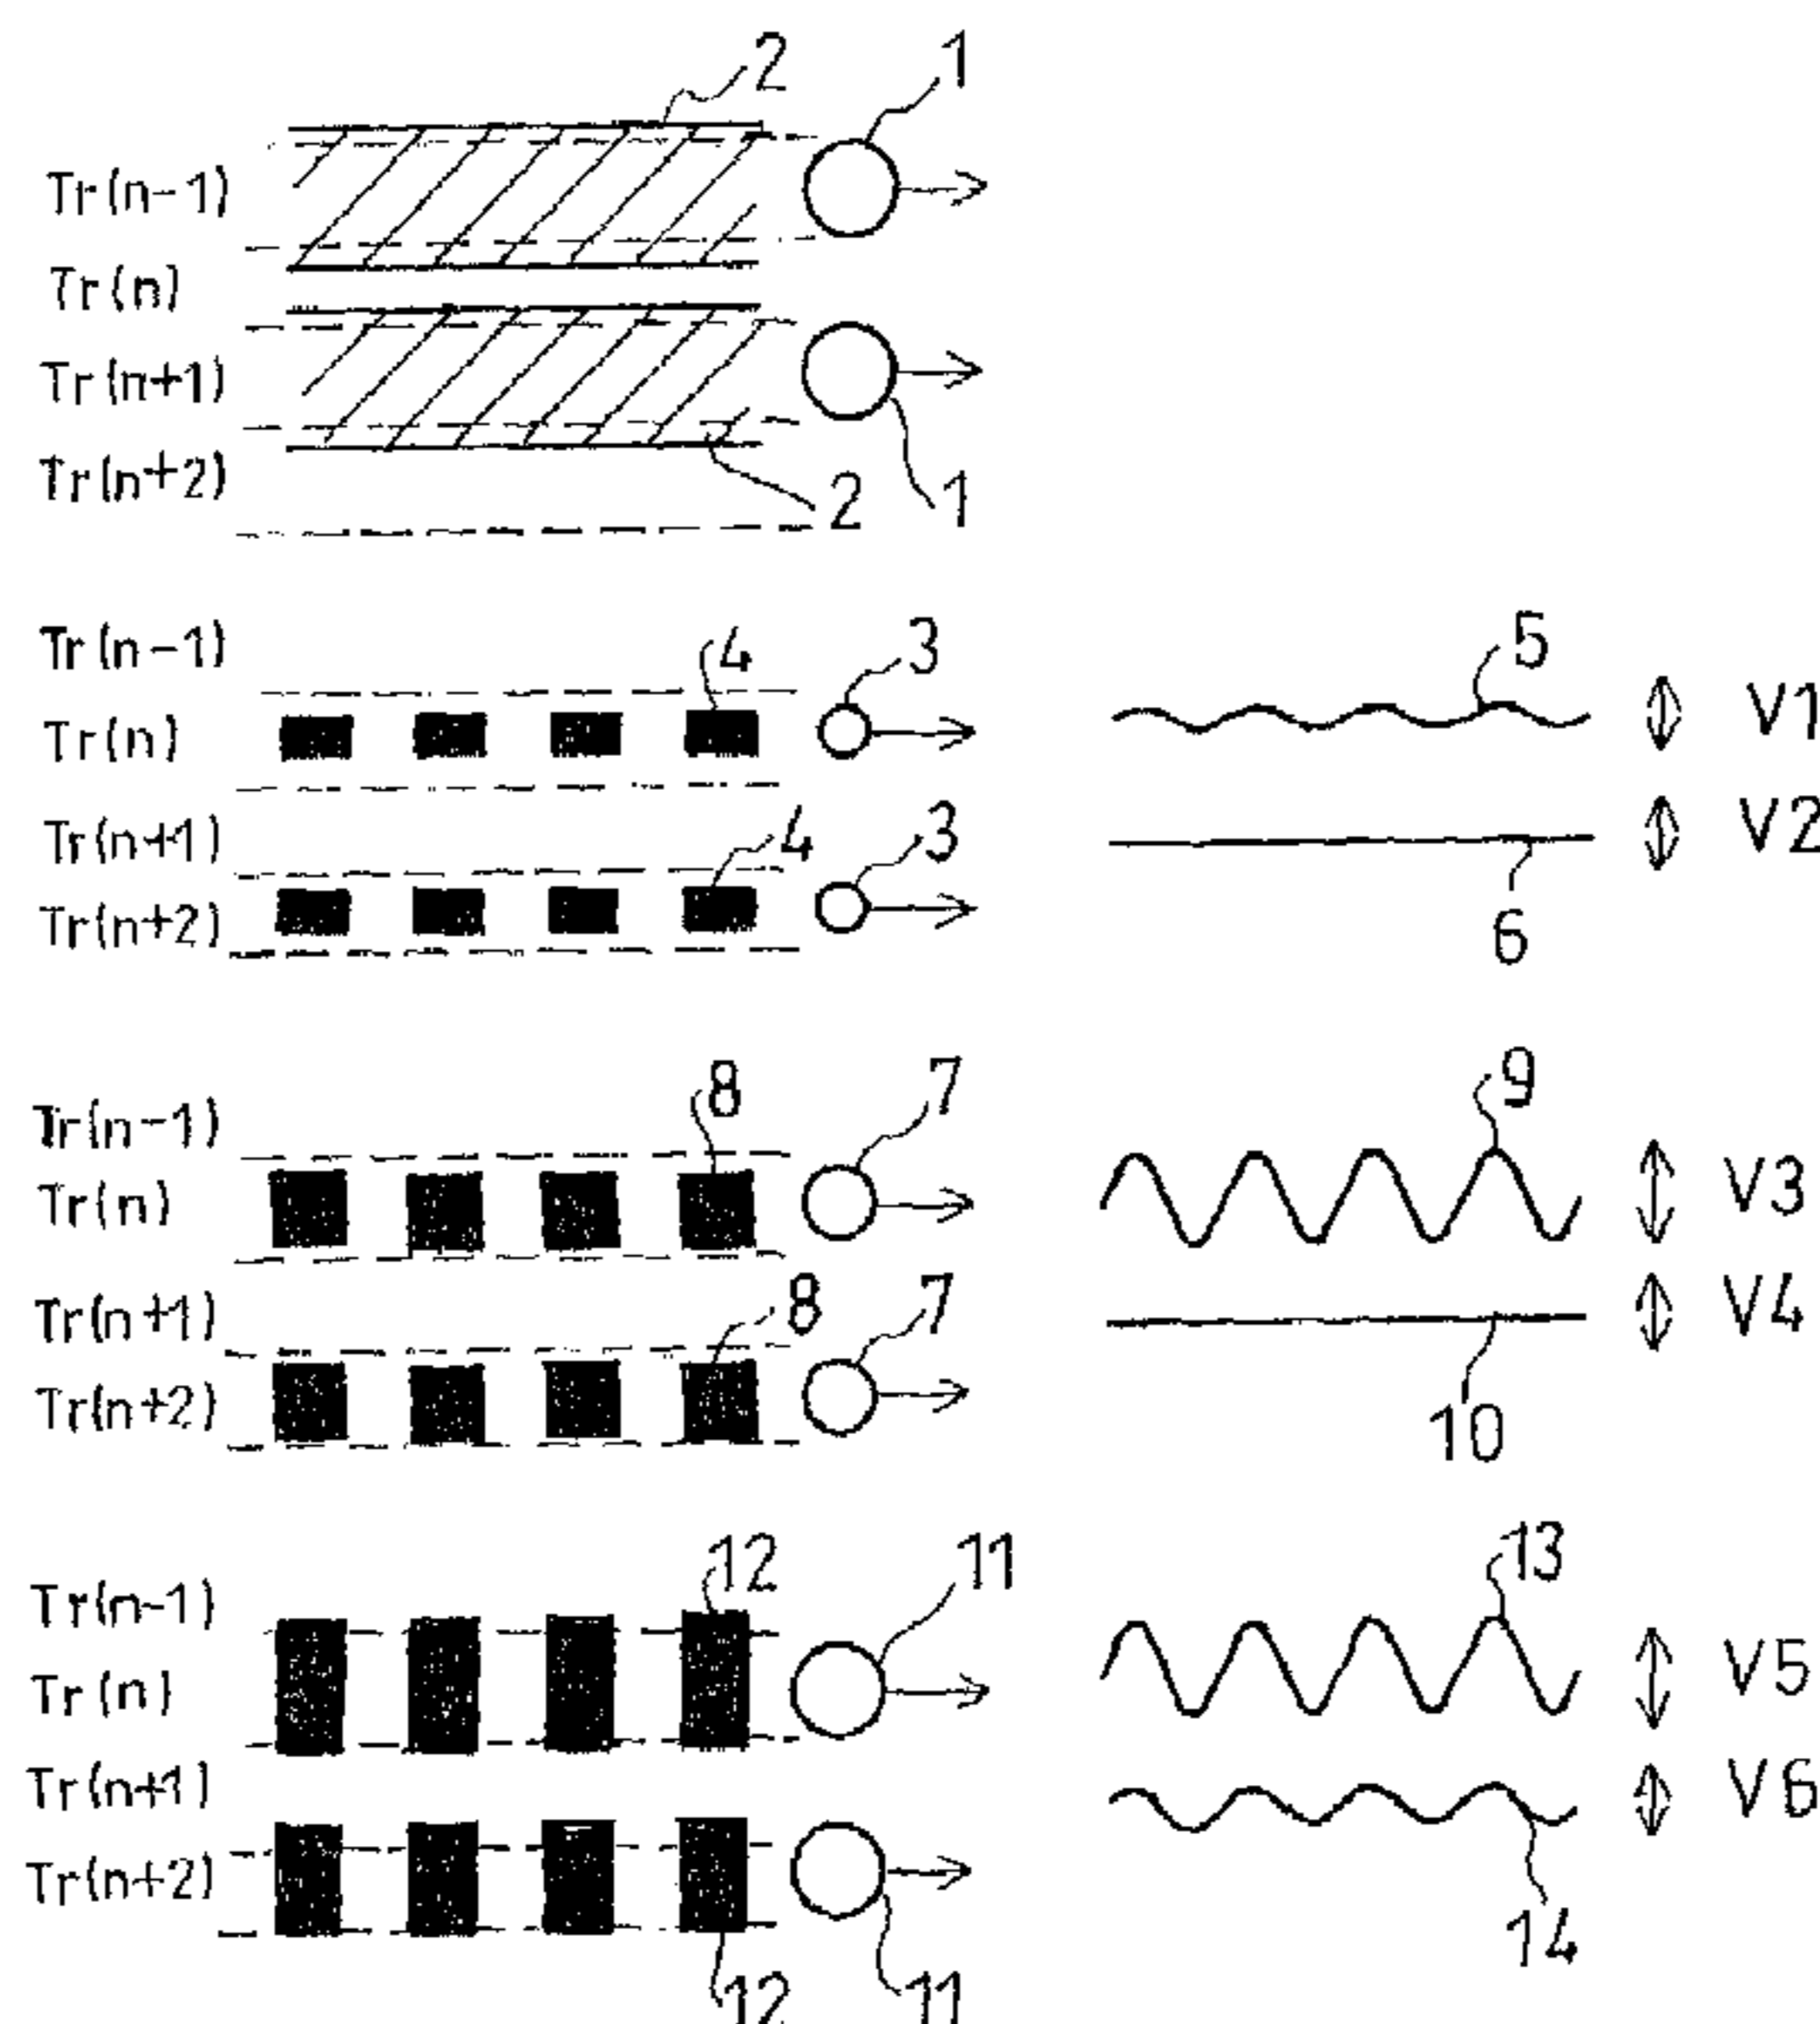 2 1
Tr(n-1)
Tr(n)
Tr(n+1)
Tr(n+2)
2 1
Tr(n-1) 4 3 5 V1
Tr(n)
Tr(n+1) 4 3 V2
Tr(n+2) 6
8 7 9
Tr(n-1)
Tr(n) V3
Tr(n+1) 8 7 V4
Tr(n+2) 10
12 11 13
Tr(n-1)
Tr(n) V5
Tr(n+1) V6
Tr(n+2)
14
12 11